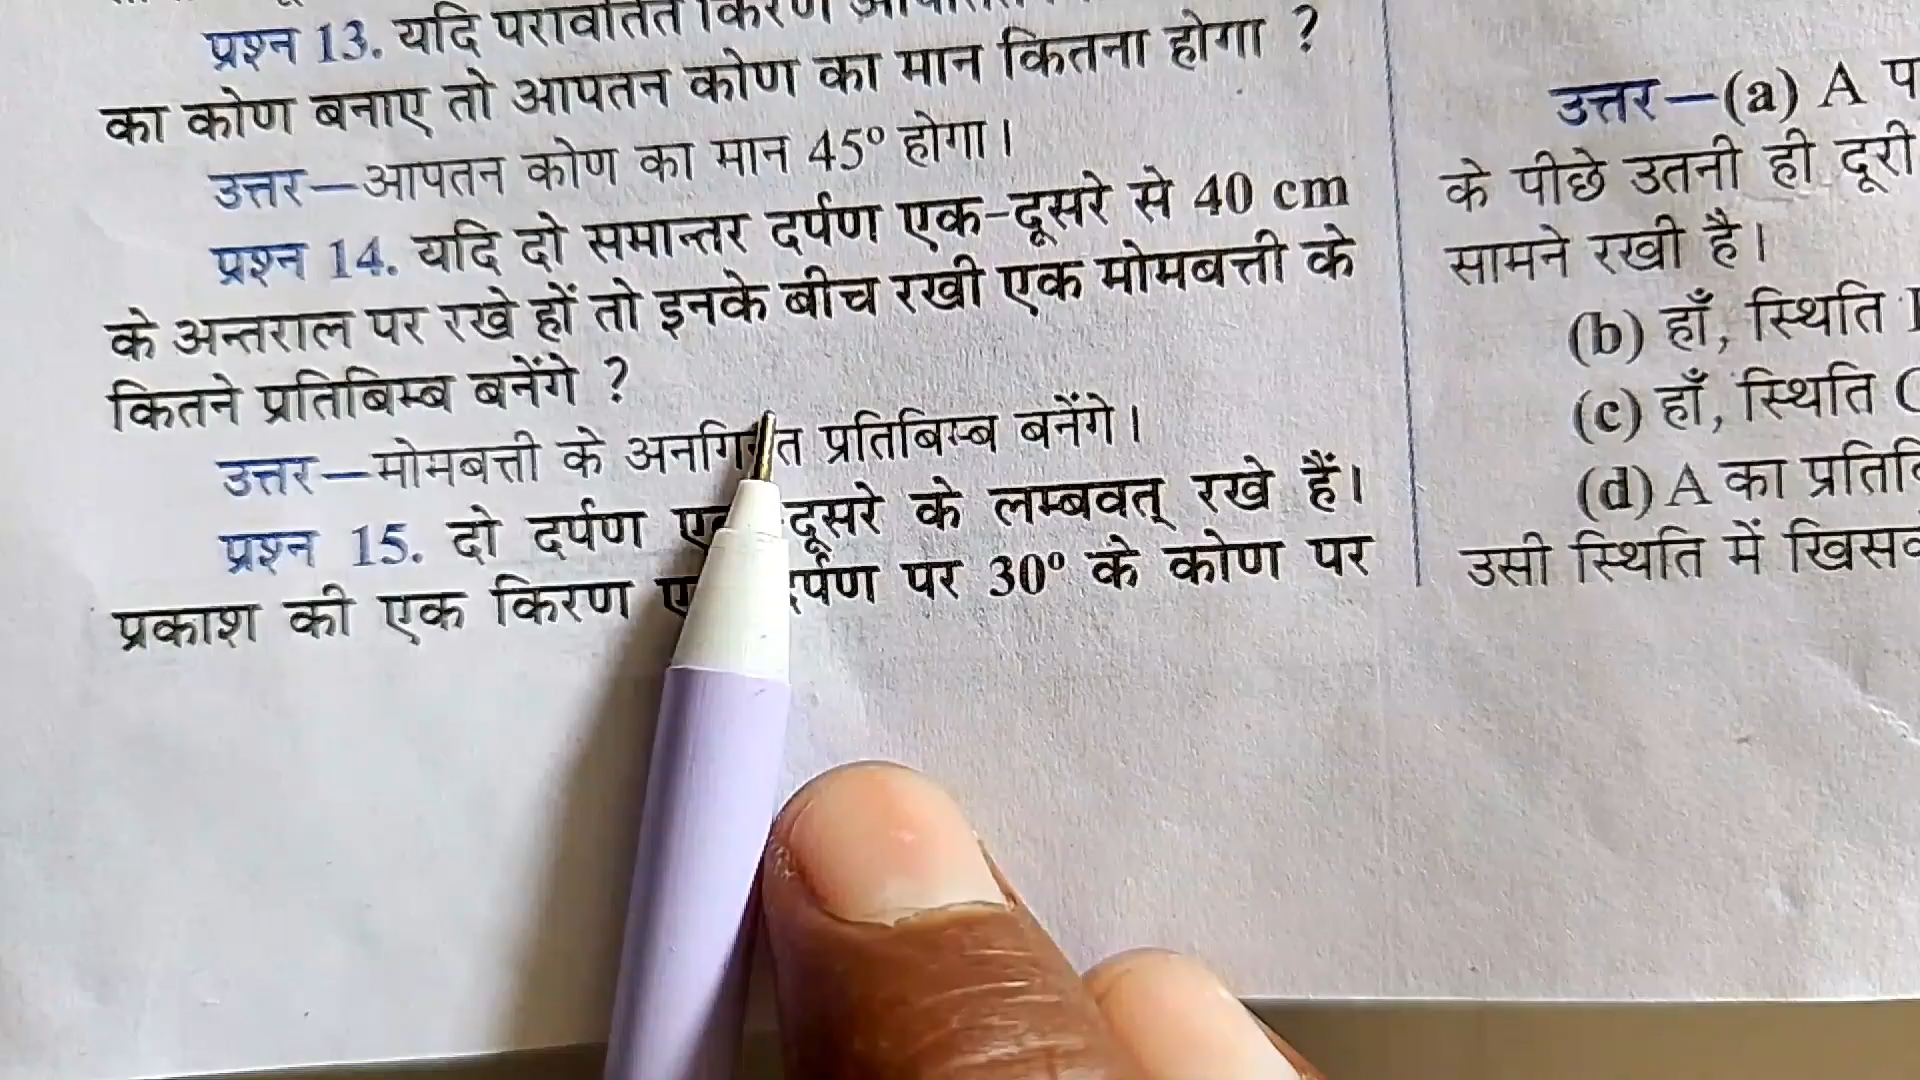 प्रश्न 13. यदि परावर्तित किरण
का कोण बनाए तो आपतन कोण का मान कितना होगा ?
उत्तर—आपतन कोण का मान 45° होगा।
प्रश्न 14. यदि दो समान्तर दर्पण एक-दूसरे से 40 cm
के अन्तराल पर रखे हों तो इनके बीच रखी एक मोमबत्ती के
कितने प्रतिबिम्ब बनेंगे ?
उत्तर—मोमबत्ती के अनगिनत प्रतिबिम्ब बनेंगे।
प्रश्न 15. दो दर्पण दूसरे के लम्बवत् रखे हैं।
प्रकाश की एक किरण दर्पण पर 30° के कोण पर
उत्तर—(a) A
के पीछे उतनी ही दूरी
सामने रखी है।
(b) हाँ, स्थिति
(c) हाँ, स्थिति
(d) A का
उसी स्थिति में